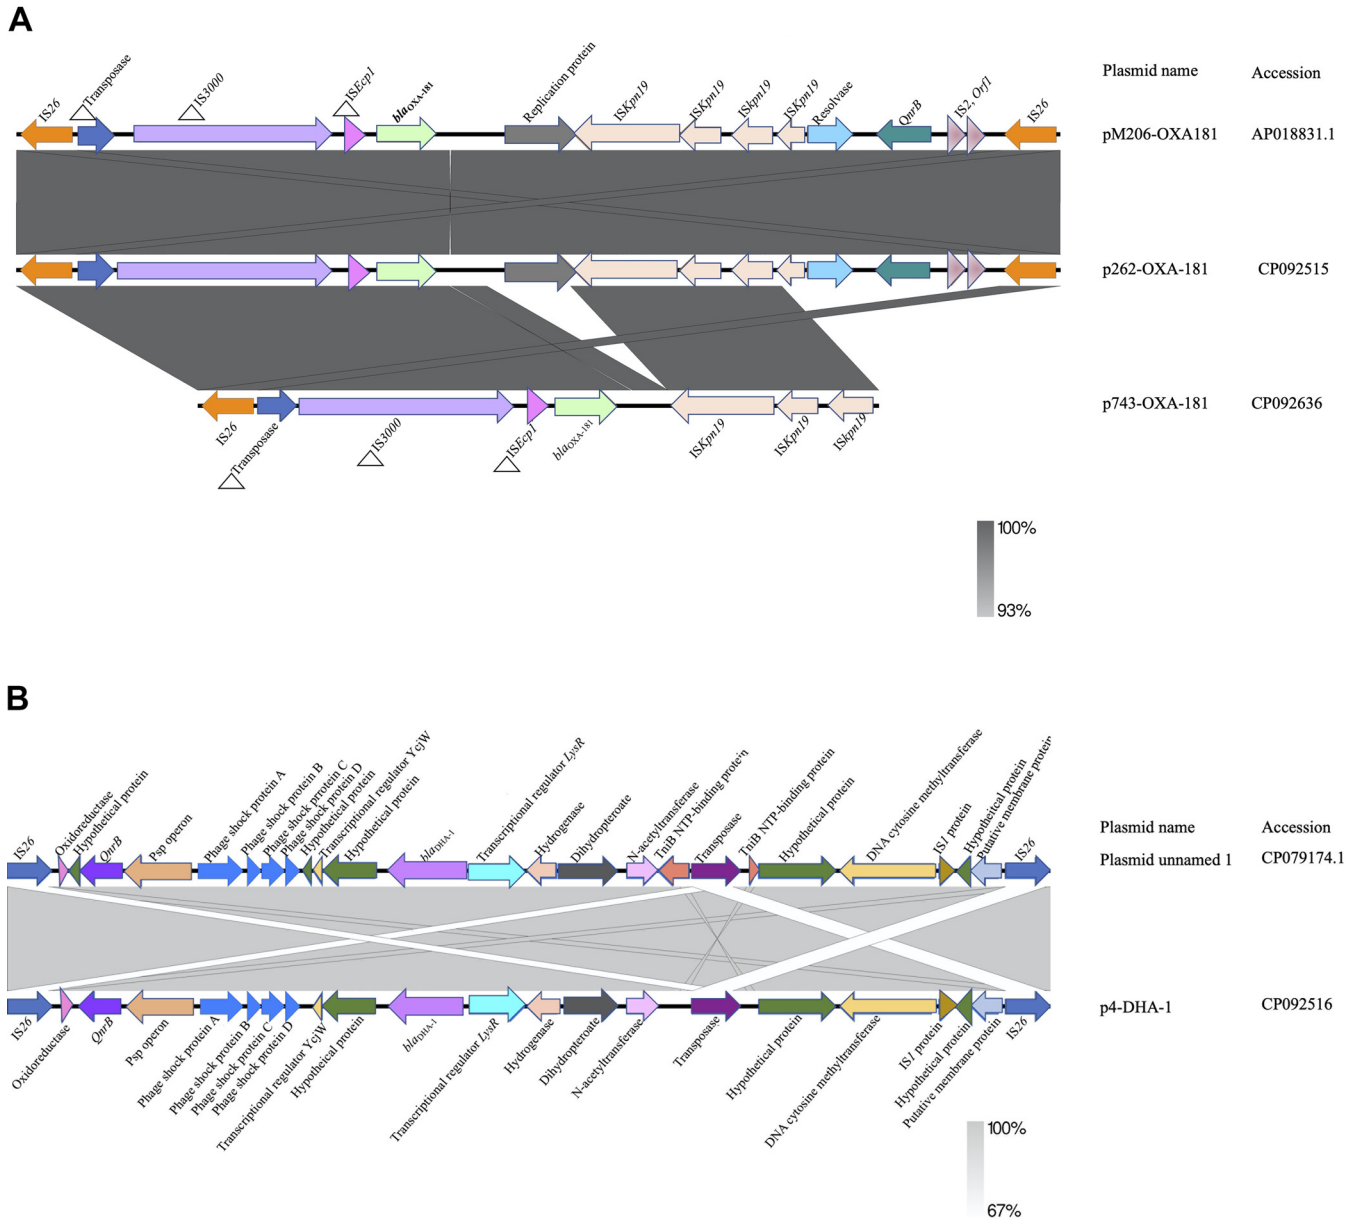 A
Plasmid name
Accession
IS26
Transposase
IS3000
ISEcp1
blaOXA-181
Replication protein
ISKpn19
ISKpn19
ISkpn19
ISKpn19
Resolvase
QnrB
IS2, Orf1
IS26
pM206-OXA181
AP018831.1
p262-OXA-181
CP092515
p743-OXA-181
CP092636
IS26
Transposase
IS3000
ISEcp1
blaOXA-181
ISKpn19
ISKpn19
ISkpn19
100%
93%
B
Plasmid name
Accession
IS26
Oxidoreductase
Hypothetical protein
QnrB
Psp operon
Phage shock protein A
Phage shock protein B
Phage shock prrotein C
Phage shock protein D
Hypothetical protein
Transcriptional regulator YcjW
Hypothetical protein
blaDHA-1
Transcriptional regulator LysR
Hydrogenase
Dihydropteroate
N-acetyltransferase
TniB NTP-binding protein
Transposase
TniB NTP-binding protein
Hypothetical protein
DNA cytosine methyltransferase
IS1 protein
Hypotheitcal protein
Putative membrane protein
IS26
Plasmid unnamed 1
CP079174.1
p4-DHA-1
CP092516
IS26
Oxidoreductase
QnrB
Psp operon
Phage shock protein A
Phage shock protein B
Phage shock protein C
Phage shock protein D
Transcriptional regulator YcjW
Hypotheical protein
blaDHA-1
Transcriptional regulator LysR
Hydrogenase
Dihydropteroate
N-acetyltransferase
Transposase
Hypothetical protein
DNA cytosine methyltransferase
IS1 protein
Hypothetical protein
Putative membrane protein
IS26
100%
67%